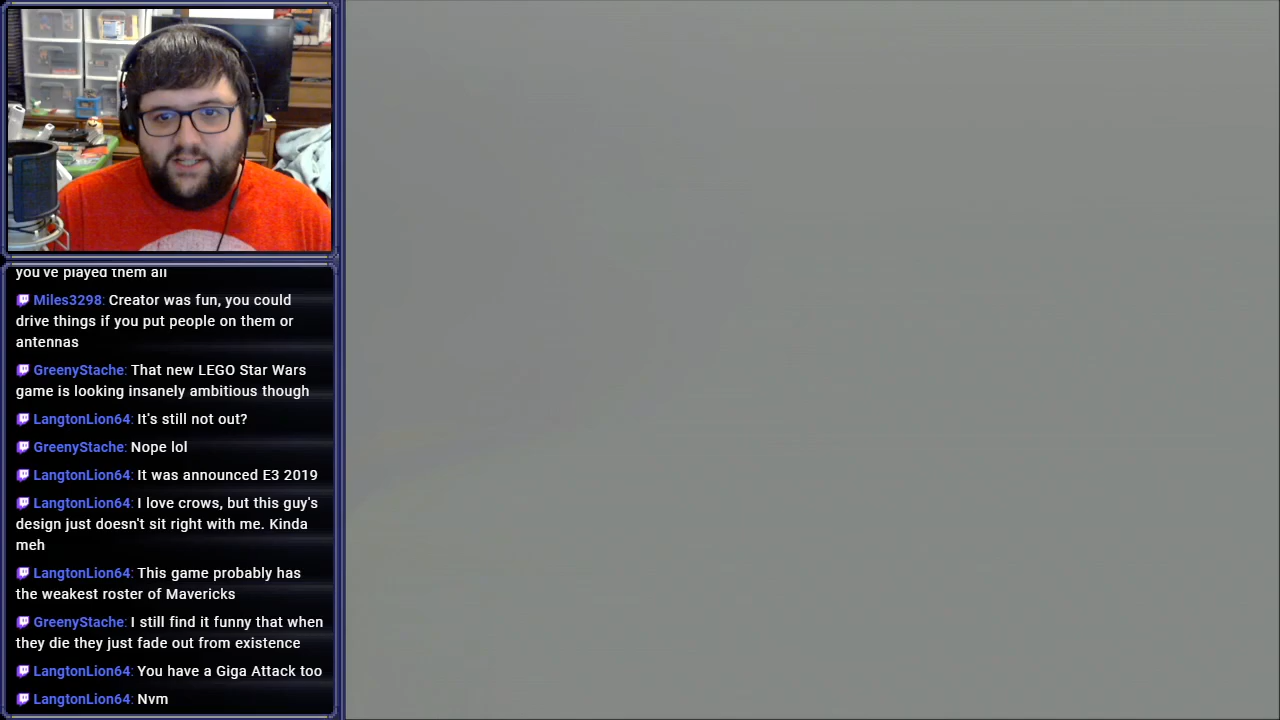 you've played them all
Miles3298: Creator was fun, you could
drive things if you put people on them or
antennas
GreenyStache: That new LEGO Star Wars
game is looking insanely ambitious though
LangtonLion64: It's still not out?
GreenyStache: Nope lol
LangtonLion64: It was announced E3 2019
LangtonLion64: I love crows, but this guy's
design just doesn't sit right with me. Kinda
meh
LangtonLion64: This game probably has
the weakest roster of Mavericks
GreenyStache: I still find it funny that when
they die they just fade out from existence
LangtonLion64: You have a Giga Attack too
LangtonLion64: Nvm